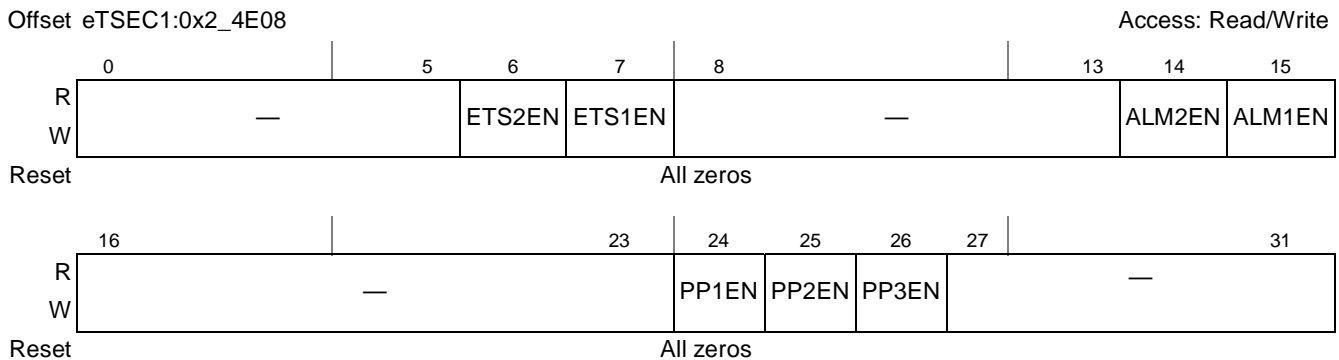 Offset eTSEC1:0x2_4E08 Access: Read/Write
0 5 6 7 8 13 14 15
R
— ETS2EN ETS1EN — ALM2EN ALM1EN
W
Reset All zeros
16 23 24 25 26 27 31
R
— PP1EN PP2EN PP3EN —
W
Reset All zeros